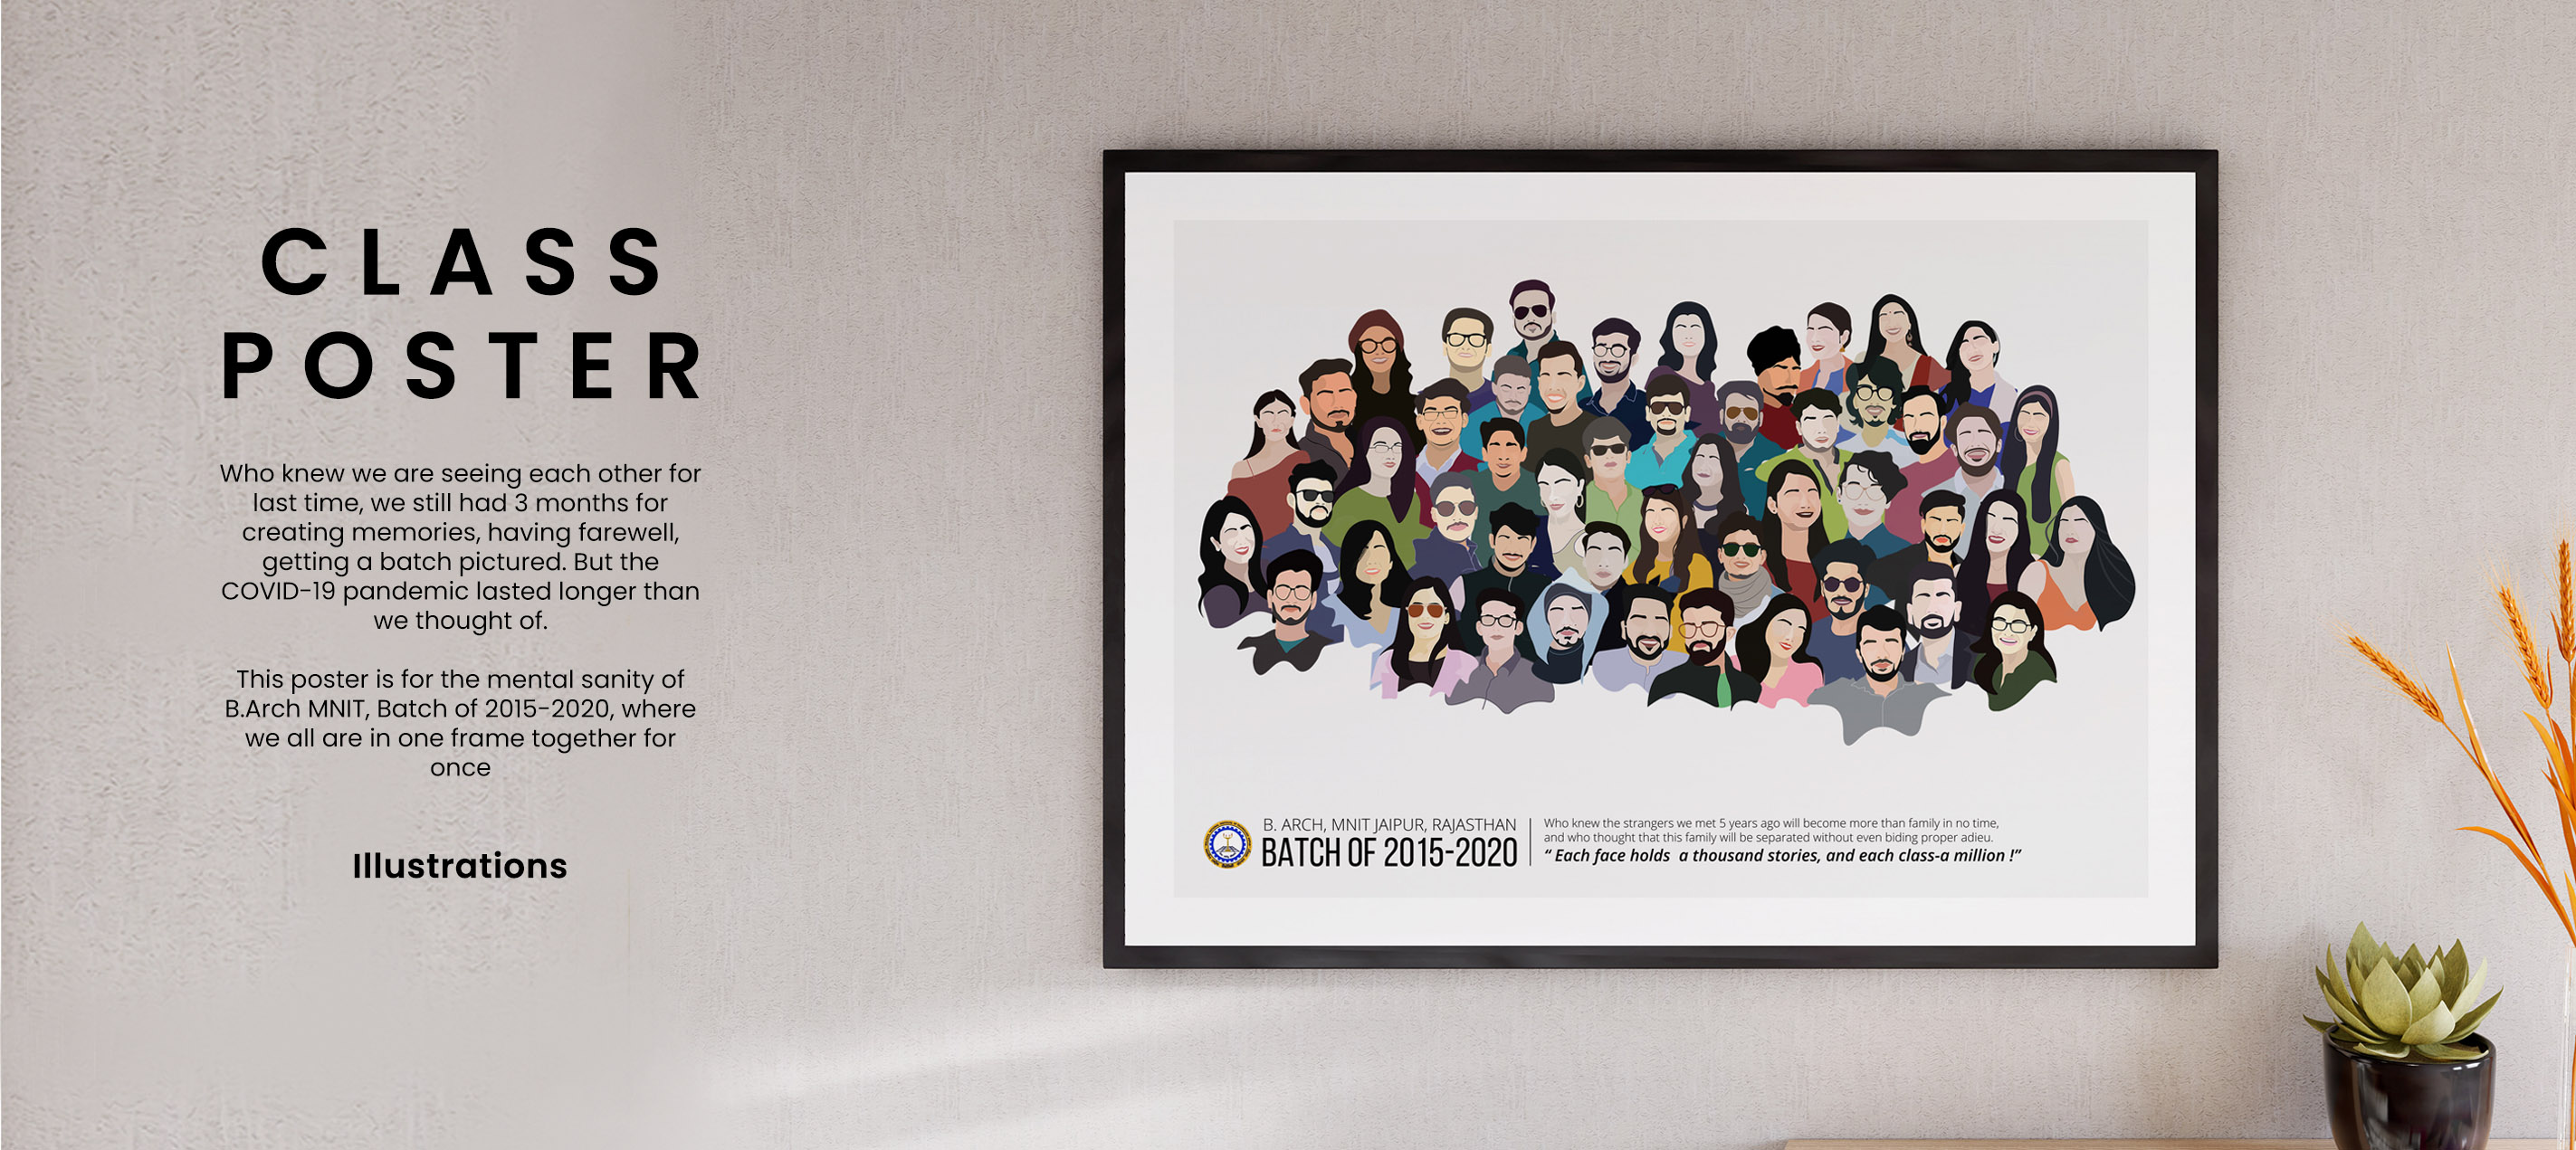 CLASS
POSTER
Who knew we are seeing each other for
last time, we still had 3 months for
creating memories, having farewell,
getting a batch pictured. But the
COVID-19 pandemic lasted longer than
we thought of.
This poster is for the mental sanity of
B.Arch MNIT, Batch of 2015-2020, where
we all are in one frame together for
once
Illustrations
B. ARCH, MNIT JAIPUR, RAJASTHAN
BATCH OF 2015-2020
Who knew the strangers we met 5 years ago will become more than family in no time,
and who thought that this family will be separated without even biding proper adieu.
“ Each face holds a thousand stories, and each class-a million !”